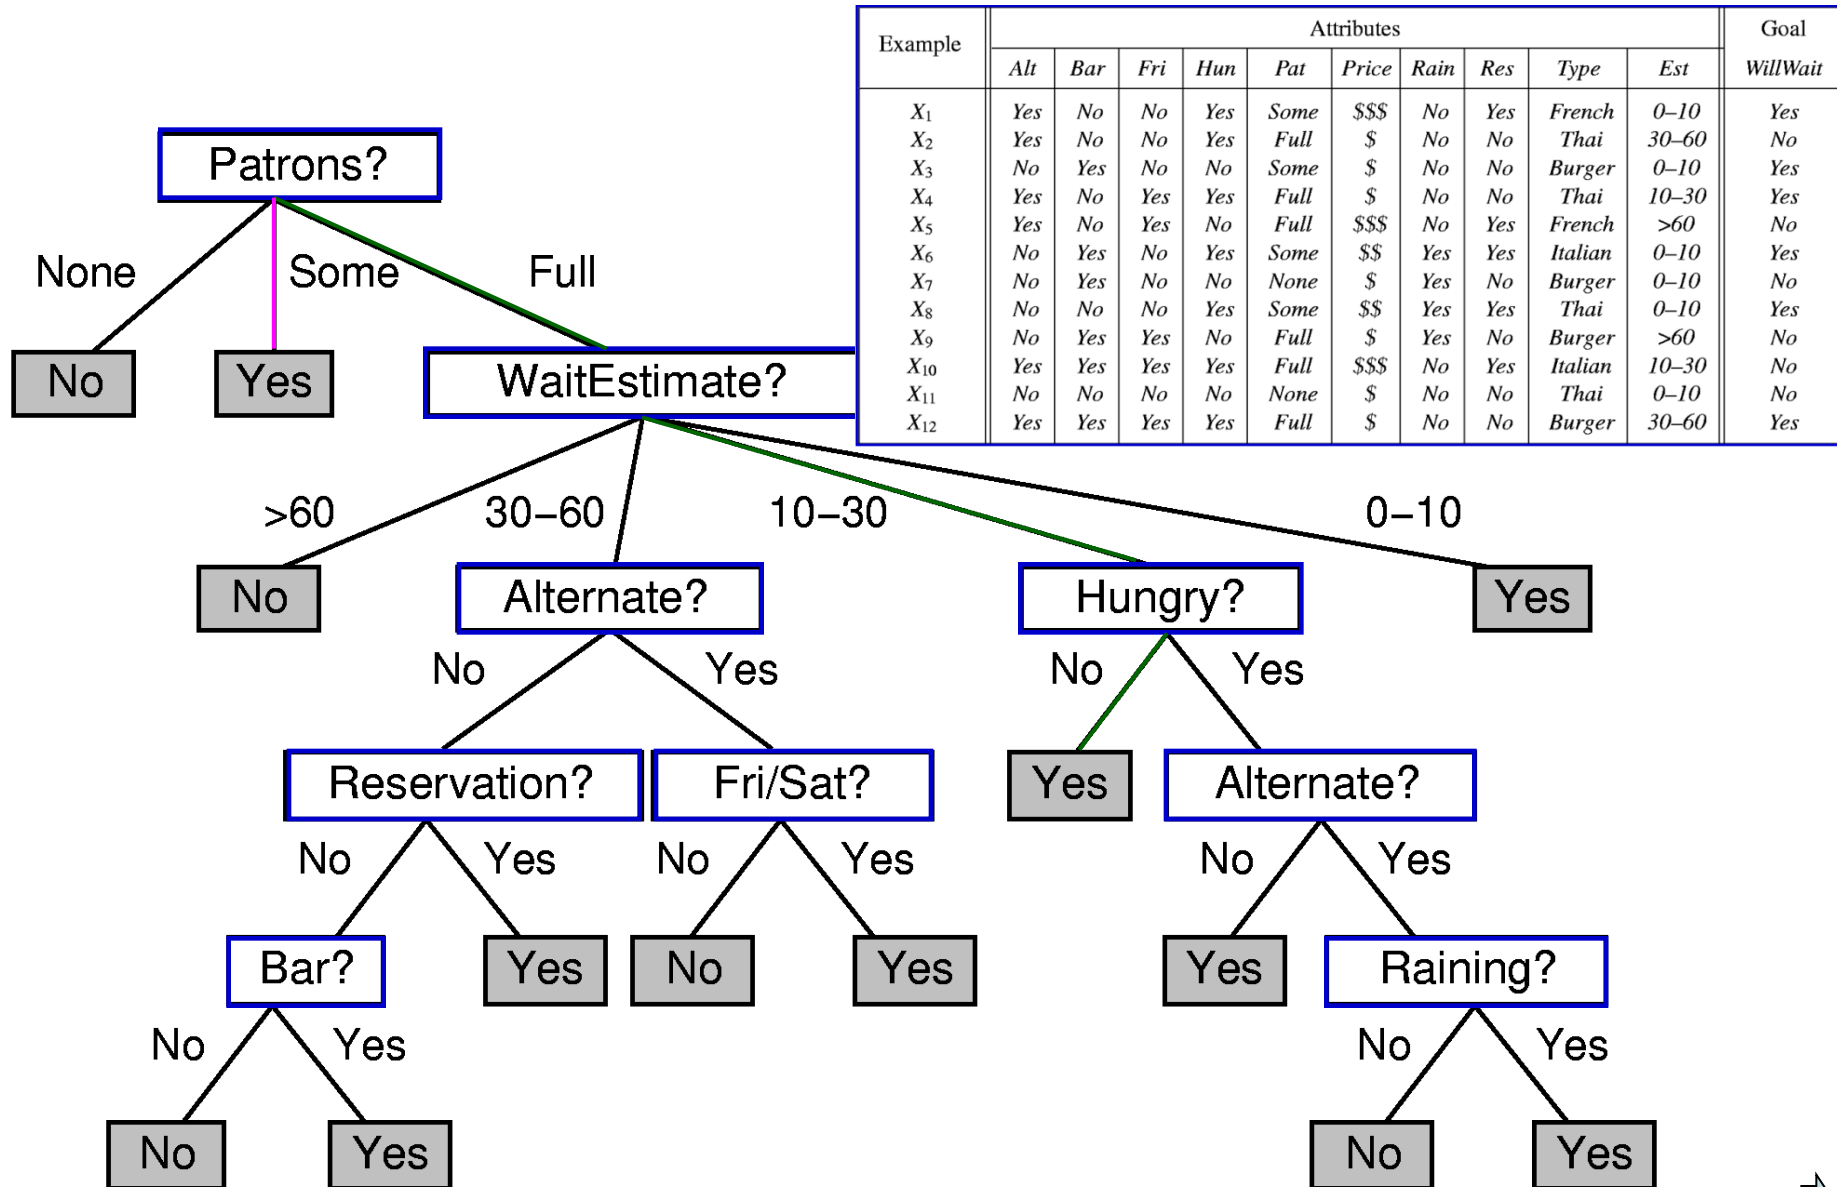 Example Attributes Goal
Alt Bar Fri Hun Pat Price Rain Res Type Est WillWait
X1 Yes No No Yes Some $$$ No Yes French 0–10 Yes
X2 Yes No No Yes Full $ No No Thai 30–60 No
X3 No Yes No No Some $ No No Burger 0–10 Yes
X4 Yes No Yes Yes Full $ No No Thai 10–30 Yes
X5 Yes No Yes No Full $$$ No Yes French >60 No
X6 No Yes No Yes Some $$ Yes Yes Italian 0–10 Yes
X7 No Yes No No None $ Yes No Burger 0–10 No
X8 No No No Yes Some $$ Yes Yes Thai 0–10 Yes
X9 No Yes Yes No Full $ Yes No Burger >60 No
X10 Yes Yes Yes Yes Full $$$ No Yes Italian 10–30 No
X11 No No No No None $ No No Thai 0–10 No
X12 Yes Yes Yes Yes Full $ No No Burger 30–60 Yes
Patrons?
None Some Full
No Yes WaitEstimate?
>60 30–60 10–30 0–10
No Alternate? Hungry? Yes
No Yes No Yes
Reservation? Fri/Sat? Yes Alternate?
No Yes No Yes No Yes
Bar? Yes No Yes Yes Raining?
No Yes No Yes
No Yes No Yes